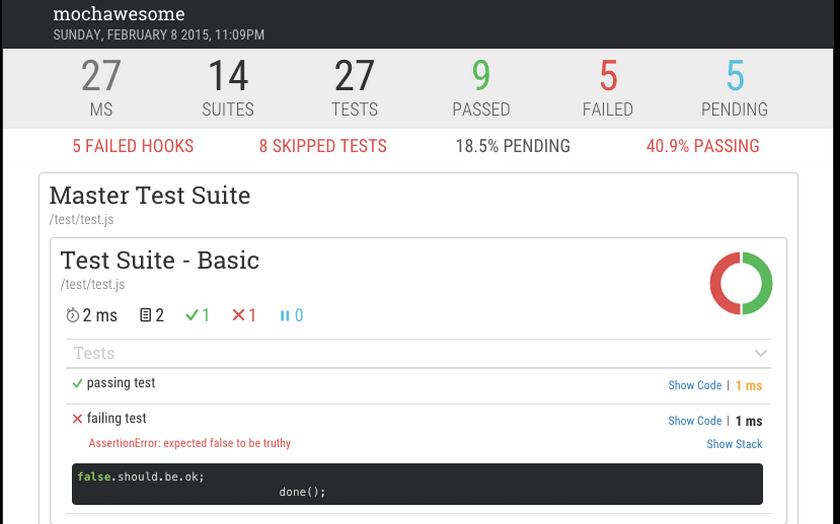 mochawesome
SUNDAY, FEBRUARY 8 2015, 11:09PM
27 14 27 9 5 5
MS SUITES TESTS PASSED FAILED PENDING
5 FAILED HOOKS 8 SKIPPED TESTS 18.5% PENDING 40.9% PASSING
Master Test Suite
/test/test.js
Test Suite - Basic
/test/test.js
2 ms 2 1 1 0
Tests
passing test Show Code | 1 ms
failing test Show Code | 1 ms
AssertionError: expected false to be truthy Show Stack
false.should.be.ok;
done();